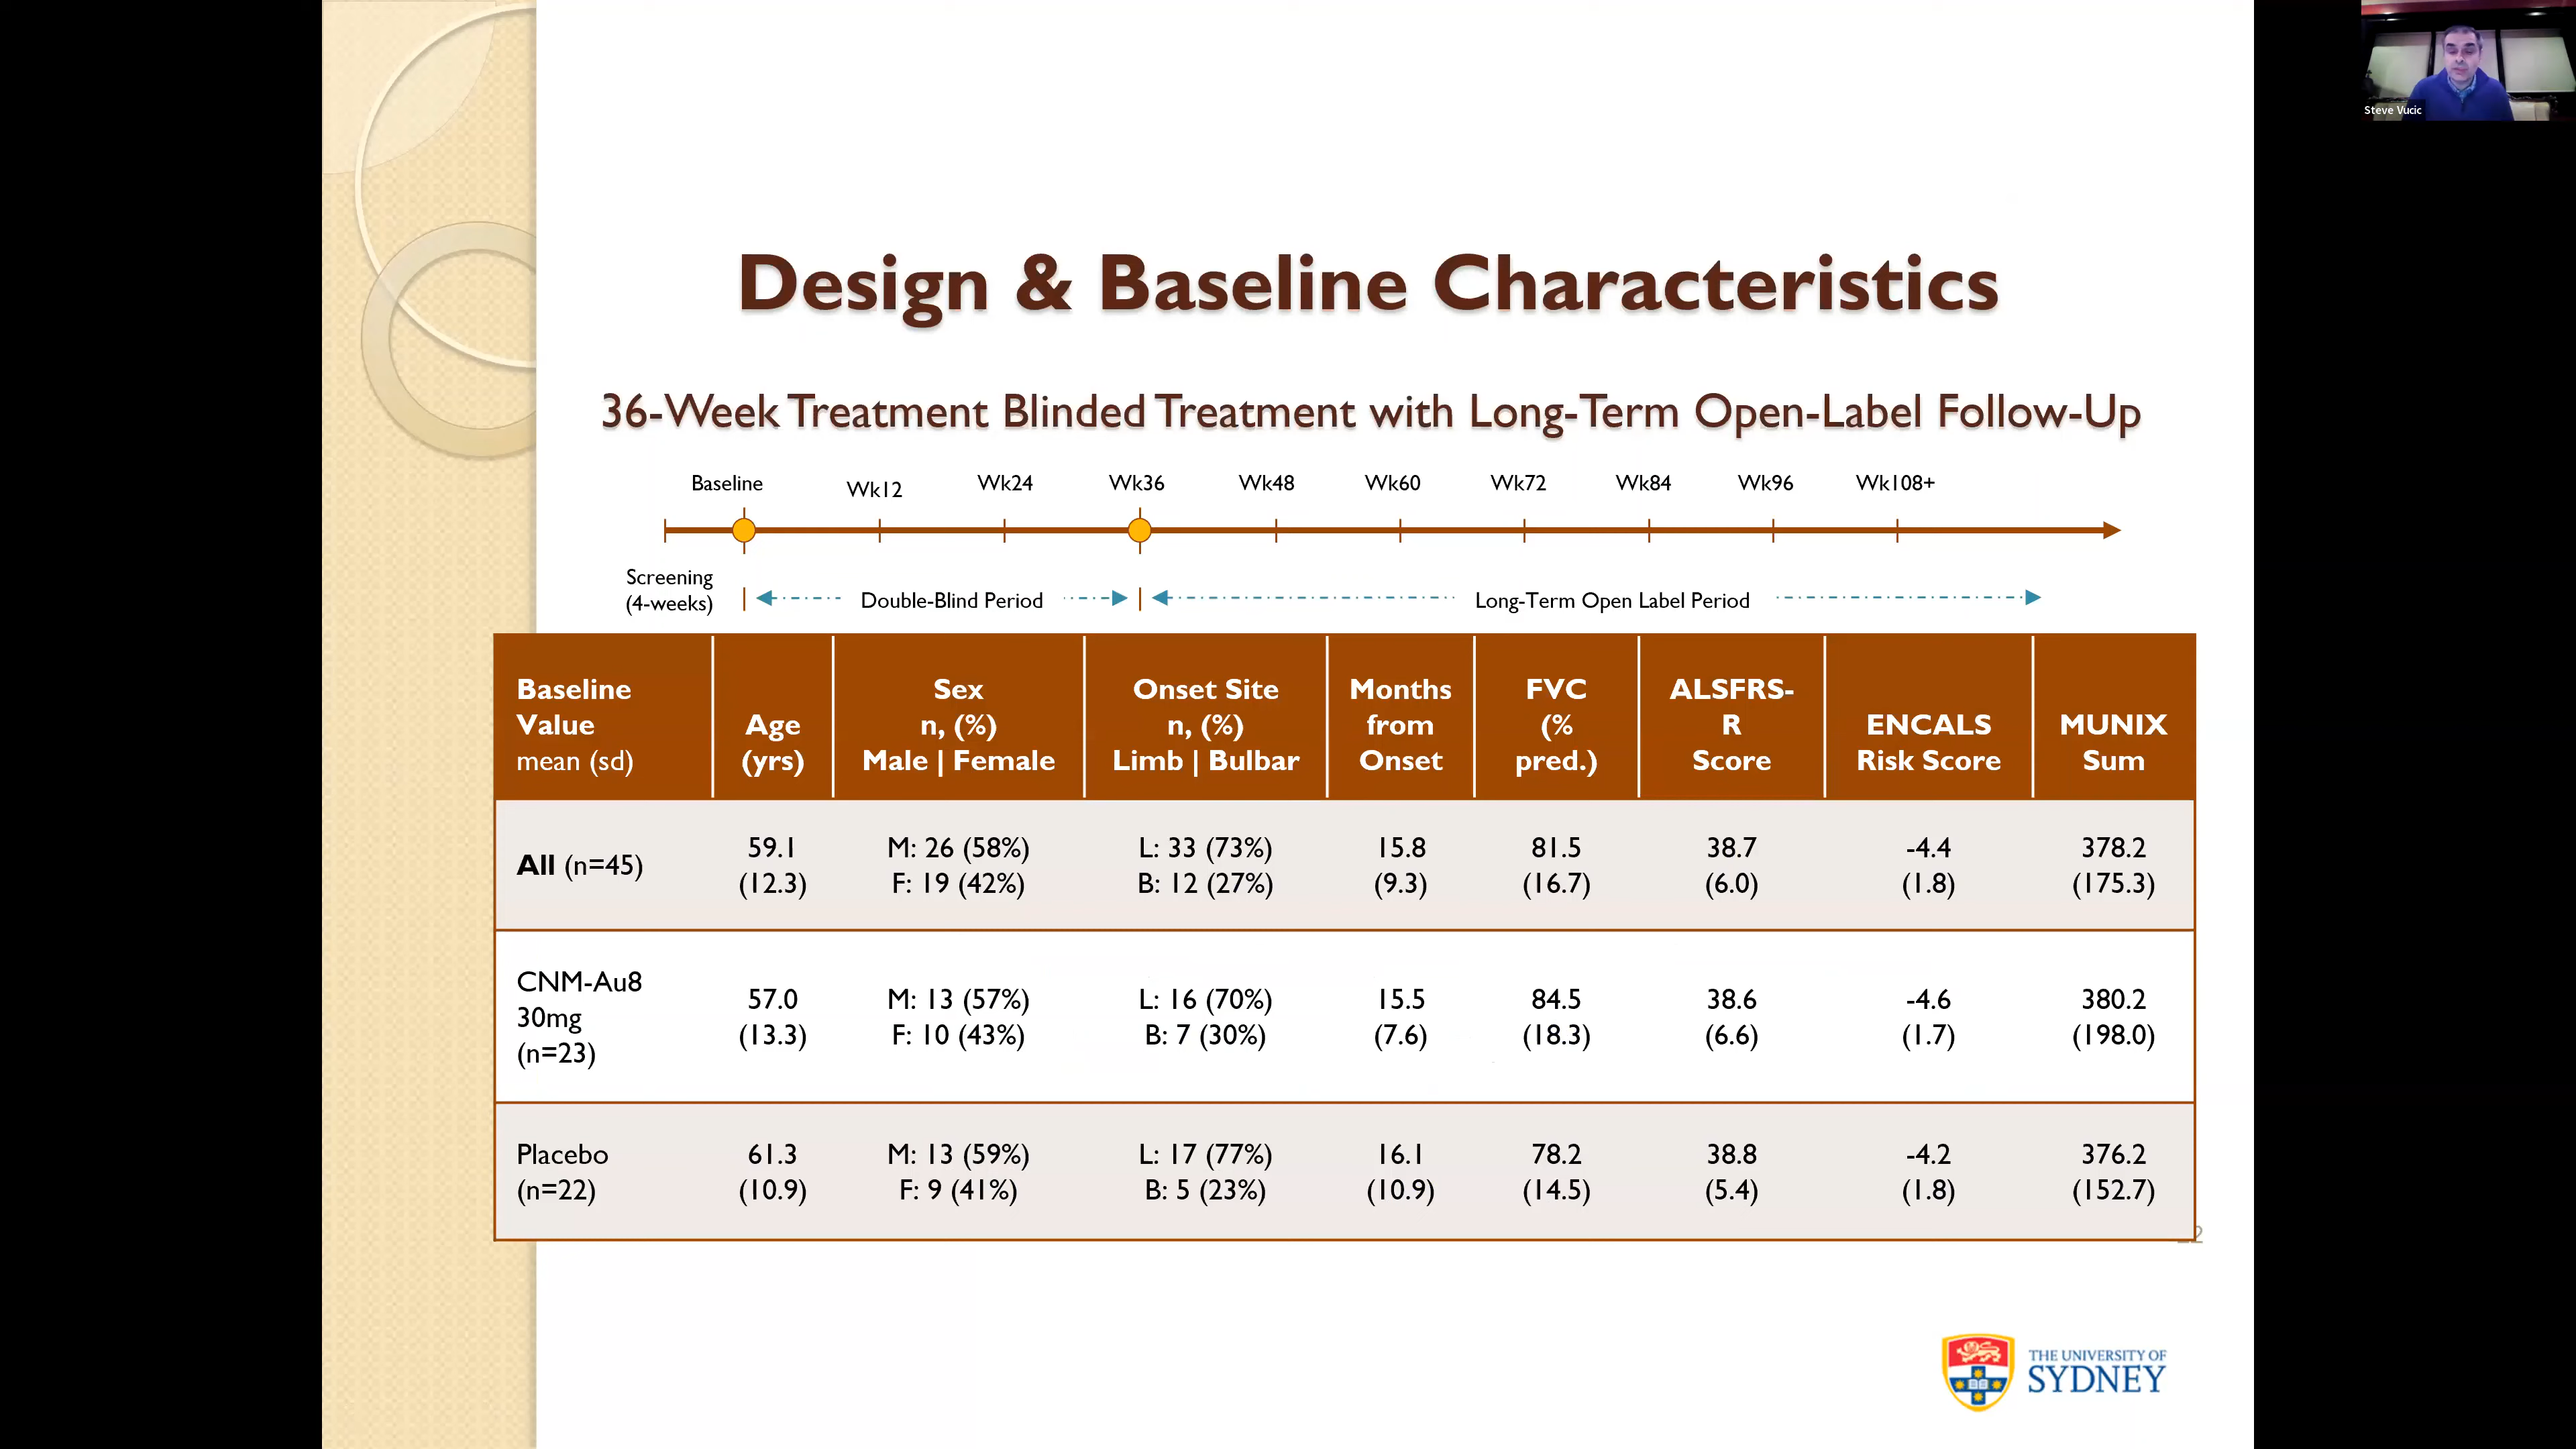 Steve Vucic
Design & Baseline Characteristics
36-Week Treatment Blinded Treatment with Long-Term Open-Label Follow-Up
Baseline Wk12 Wk24 Wk36 Wk48 Wk60 Wk72 Wk84 Wk96 Wk108+
Screening
(4-weeks)
Double-Blind Period
Long-Term Open Label Period
Baseline
Value
mean (sd)
Age
(yrs)
Sex
n, (%)
Male | Female
Onset Site
n, (%)
Limb | Bulbar
Months
from
Onset
FVC
(%
pred.)
ALSFRS-
R
Score
ENCALS
Risk Score
MUNIX
Sum
All (n=45)
59.1
(12.3)
M: 26 (58%)
F: 19 (42%)
L: 33 (73%)
B: 12 (27%)
15.8
(9.3)
81.5
(16.7)
38.7
(6.0)
-4.4
(1.8)
378.2
(175.3)
CNM-Au8
30mg
(n=23)
57.0
(13.3)
M: 13 (57%)
F: 10 (43%)
L: 16 (70%)
B: 7 (30%)
15.5
(7.6)
84.5
(18.3)
38.6
(6.6)
-4.6
(1.7)
380.2
(198.0)
Placebo
(n=22)
61.3
(10.9)
M: 13 (59%)
F: 9 (41%)
L: 17 (77%)
B: 5 (23%)
16.1
(10.9)
78.2
(14.5)
38.8
(5.4)
-4.2
(1.8)
376.2
(152.7)
THE UNIVERSITY OF
SYDNEY